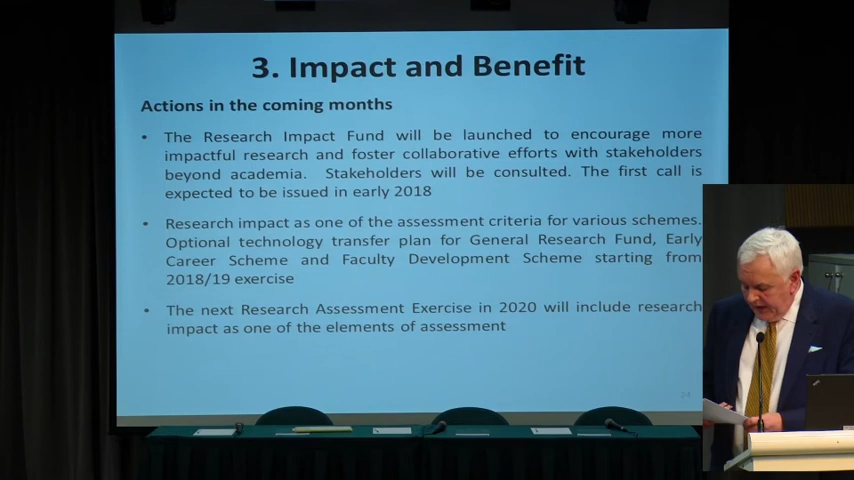 3. Impact and Benefit
Actions in the coming months
• The Research Impact Fund will be launched to encourage more
impactful research and foster collaborative efforts with stakeholders
beyond academia. Stakeholders will be consulted. The first call is
expected to be issued in early 2018
• Research impact as one of the assessment criteria for various schemes.
Optional technology transfer plan for General Research Fund, Early
Career Scheme and Faculty Development Scheme starting from
2018/19 exercise
• The next Research Assessment Exercise in 2020 will include research
impact as one of the elements of assessment
24